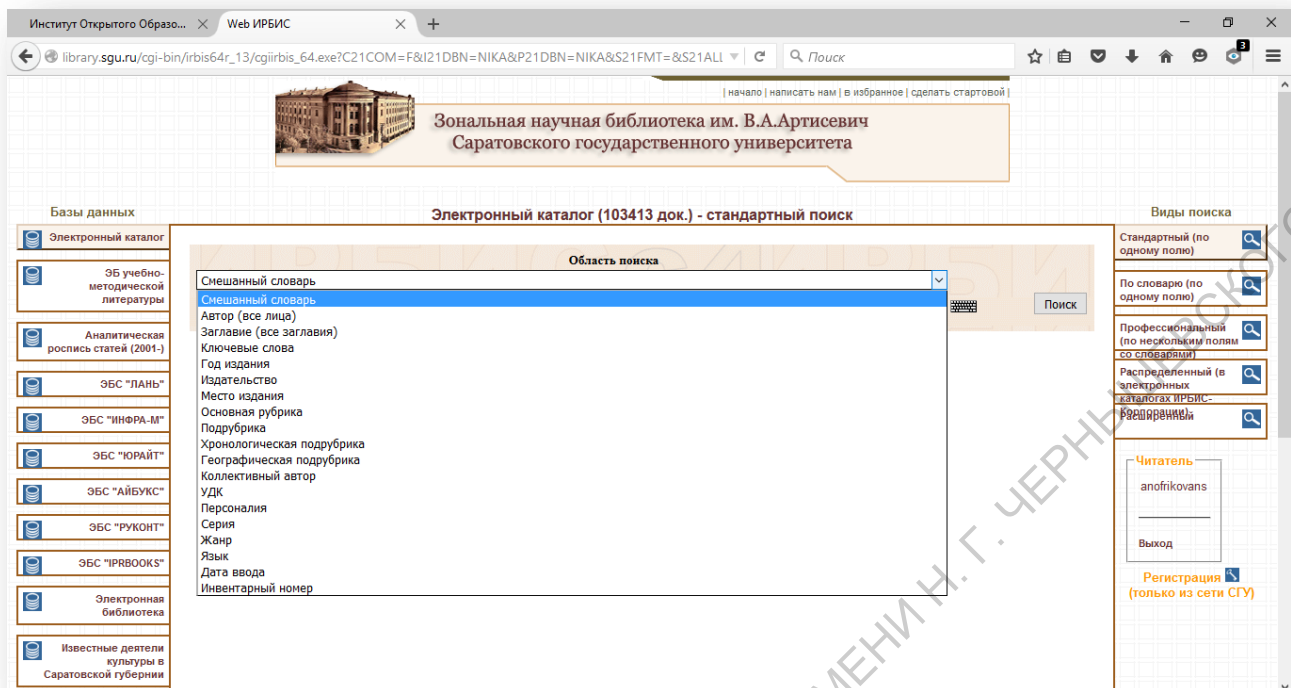 Институт Открытого Образо...
Web ИРБИС
library.sgu.ru/cgi-bin/irbis64r_13/cgiirbis_64.exe?C21COM=F&I21DBN=NIKA&P21DBN=NIKA&S21FMT=&S21ALL
Поиск
3
| начало | написать нам | в избранное | сделать стартовой |
Зональная научная библиотека им. В.А.Артисевич
Саратовского государственного университета
Базы данных
Электронный каталог (103413 док.) - стандартный поиск
Виды поиска
Электронный каталог
ЭБ учебно-
методической
литературы
Аналитическая
роспись статей (2001-)
ЭБС "ЛАНЬ"
ЭБС "ИНФРА-М"
ЭБС "ЮРАЙТ"
ЭБС "АЙБУКС"
ЭБС "РУКОНТ"
ЭБС "IPRBOOKS"
Электронная
библиотека
Известные деятели
культуры в
Саратовской губернии
Область поиска
Смешанный словарь
Смешанный словарь
Автор (все лица)
Заглавие (все заглавия)
Ключевые слова
Год издания
Издательство
Место издания
Основная рубрика
Подрубрика
Хронологическая подрубрика
Географическая подрубрика
Коллективный автор
УДК
Персоналия
Серия
Жанр
Язык
Дата ввода
Инвентарный номер
Поиск
Стандартный (по
одному полю)
По словарю (по
одному полю)
Профессиональный
(по нескольким полям
со словарями)
Распределенный (в
электронных
каталогах ИРБИС-
Корпорации)-
Расширенный
Читатель
anofrikovans
Выход
Регистрация
(только из сети СГУ)
ИМЕНИ Н. Г. ЧЕРНЫШЕВСКОГО